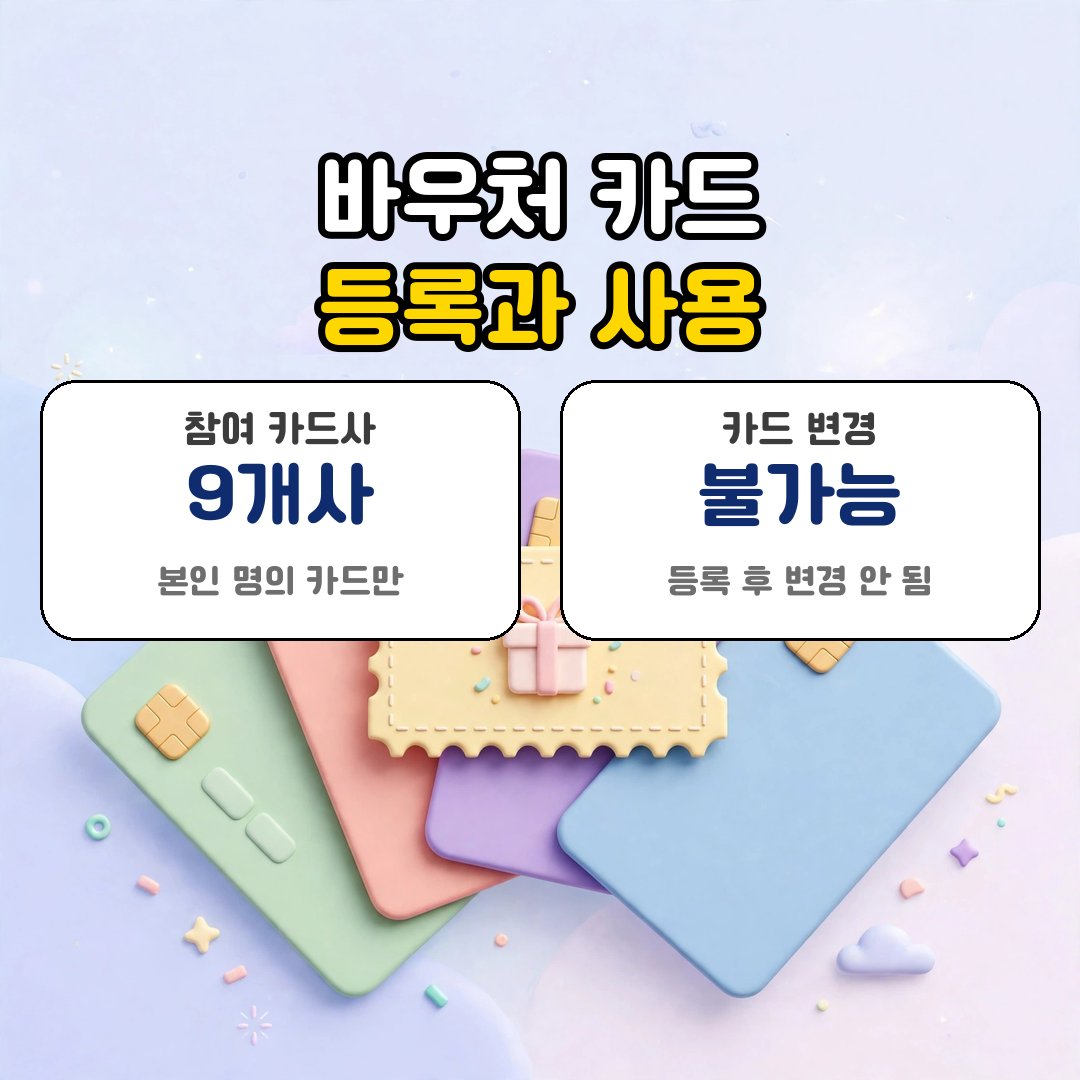 바우처 카드
등록과 사용
참여 카드사
9개사
본인 명의 카드만
카드 변경
불가능
등록 후 변경 안 됨